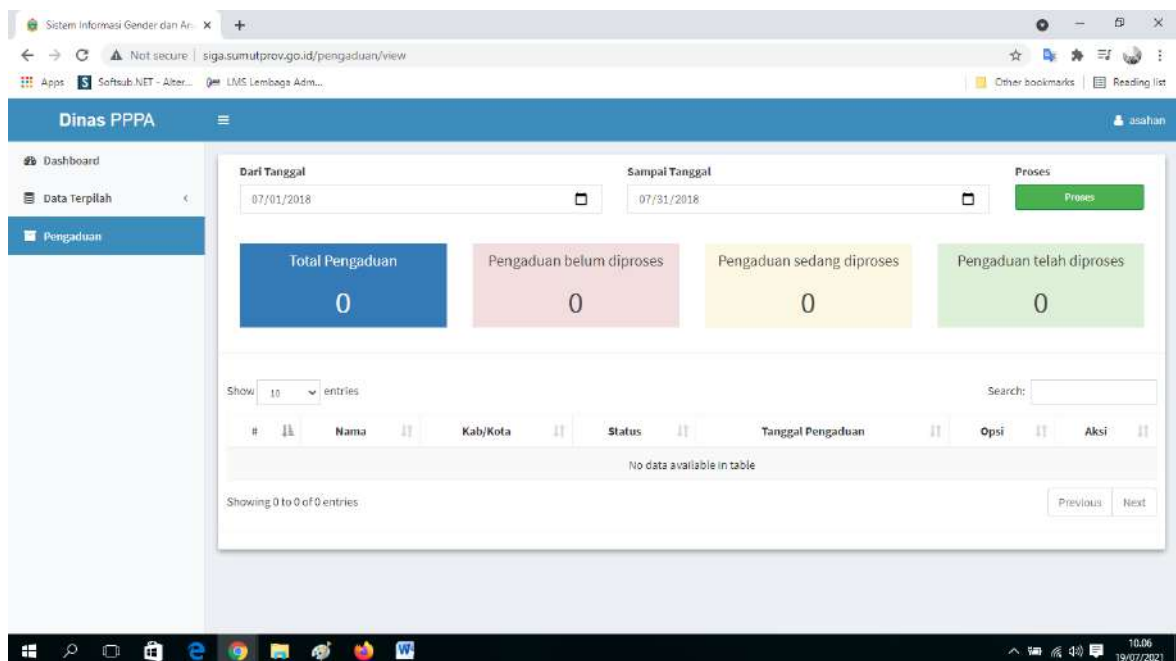 Sistem Informasi Gender dan An
Not secure | siga.sumutprov.go.id/pengaduan/view
Apps Softsub.NET - Alter... LMS Lembaga Adm... Other bookmarks Reading list
Dinas PPPA asahan
Dashboard
Data Terpilah
Pengaduan
Dari Tanggal Sampai Tanggal Proses
07/01/2018 07/31/2018 Proses
Total Pengaduan Pengaduan belum diproses Pengaduan sedang diproses Pengaduan telah diproses
0 0 0 0
Show 10 entries Search:
# Nama Kab/Kota Status Tanggal Pengaduan Opsi Aksi
No data available in table
Showing 0 to 0 of 0 entries Previous Next
10.06
19/07/2021